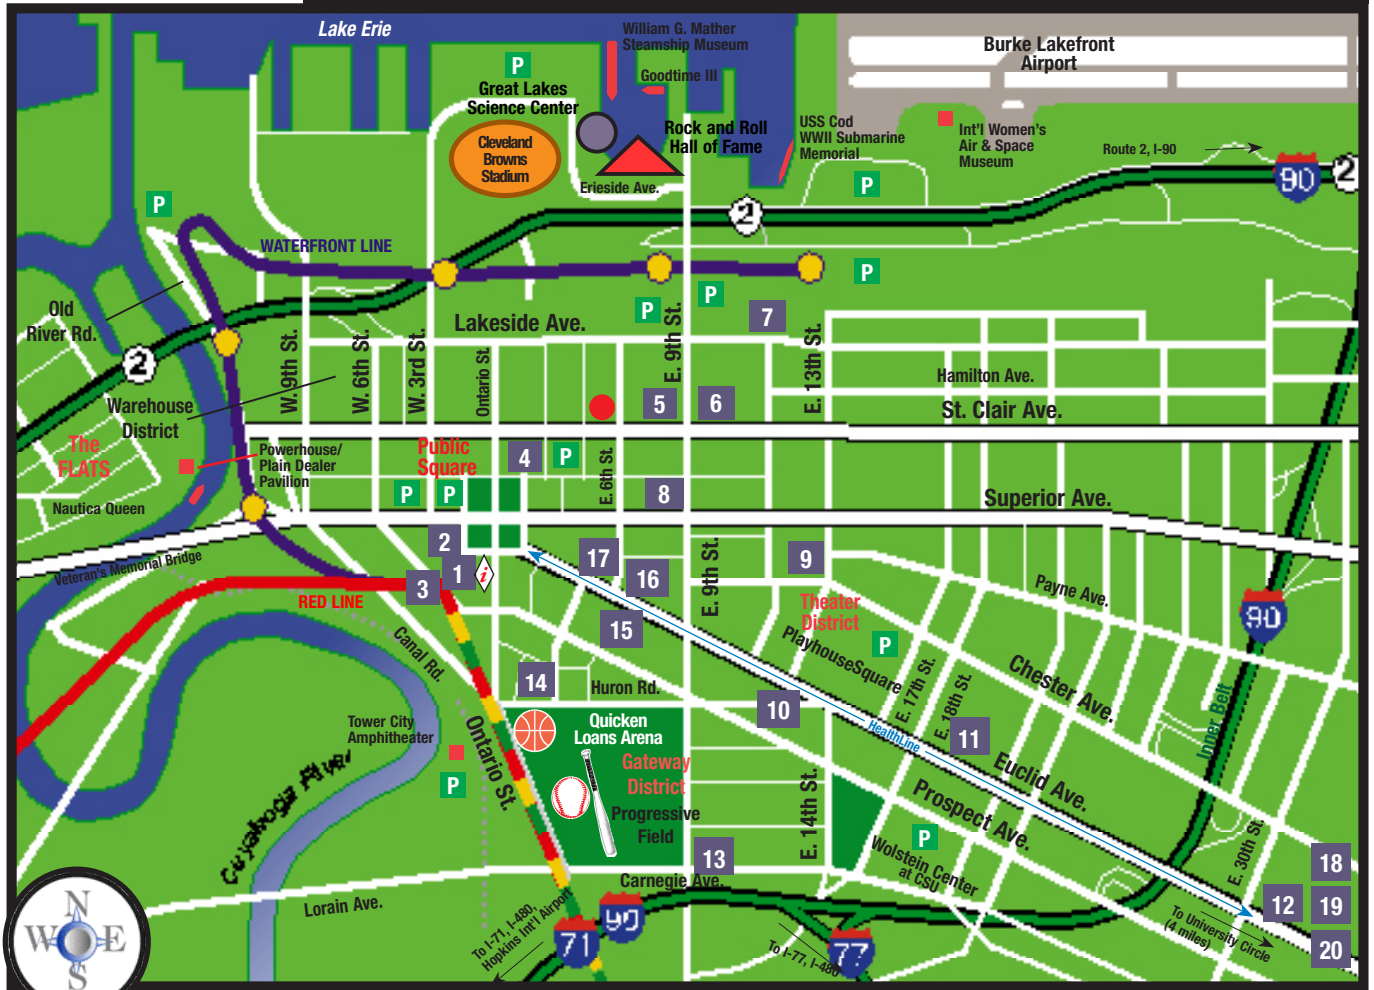 Lake Erie
William G. Mather
Steamship Museum
Goodtime III
Burke Lakefront
Airport
P
Great Lakes
Science Center
Cleveland
Browns
Stadium
Rock and Roll
Hall of Fame
Erieside Ave.
USS Cod
WWII Submarine
Memorial
Int'l Women's
Air & Space
Museum
Route 2, I-90
90
2
P
P
2
WATERFRONT LINE
P
P
P
7
Old
River Rd.
Lakeside Ave.
2
W. 9th St.
W. 6th St.
W. 3rd St.
Ontario St.
E. 9th St.
E. 13th St.
Hamilton Ave.
St. Clair Ave.
5
6
Warehouse
District
The
FLATS
Powerhouse/
Plain Dealer
Pavilion
Public
Square
4
P
E. 6th St.
8
P
P
Superior Ave.
Nautica Queen
Veteran's Memorial Bridge
2
1
i
3
17
16
15
E. 9th St.
9
Payne Ave.
90
RED LINE
Theater
District
PlayhouseSquare
P
Canal Rd.
E. 17th St.
E. 18th St.
Chester Ave.
Inner Belt
14
Huron Rd.
10
11
HealthLine
Euclid Ave.
Prospect Ave.
Tower City
Amphitheater
P
Ontario St.
Quicken
Loans Arena
Gateway
District
Progressive
Field
Cuyahoga River
E. 14th St.
P
Wolstein Center
at CSU
E. 30th St.
13
Carnegie Ave.
Lorain Ave.
18
12
19
20
To I-71, I-480,
Hopkins Int'l Airport
71
90
To I-77, I-480
77
To University Circle
(4 miles)
N
W
E
S